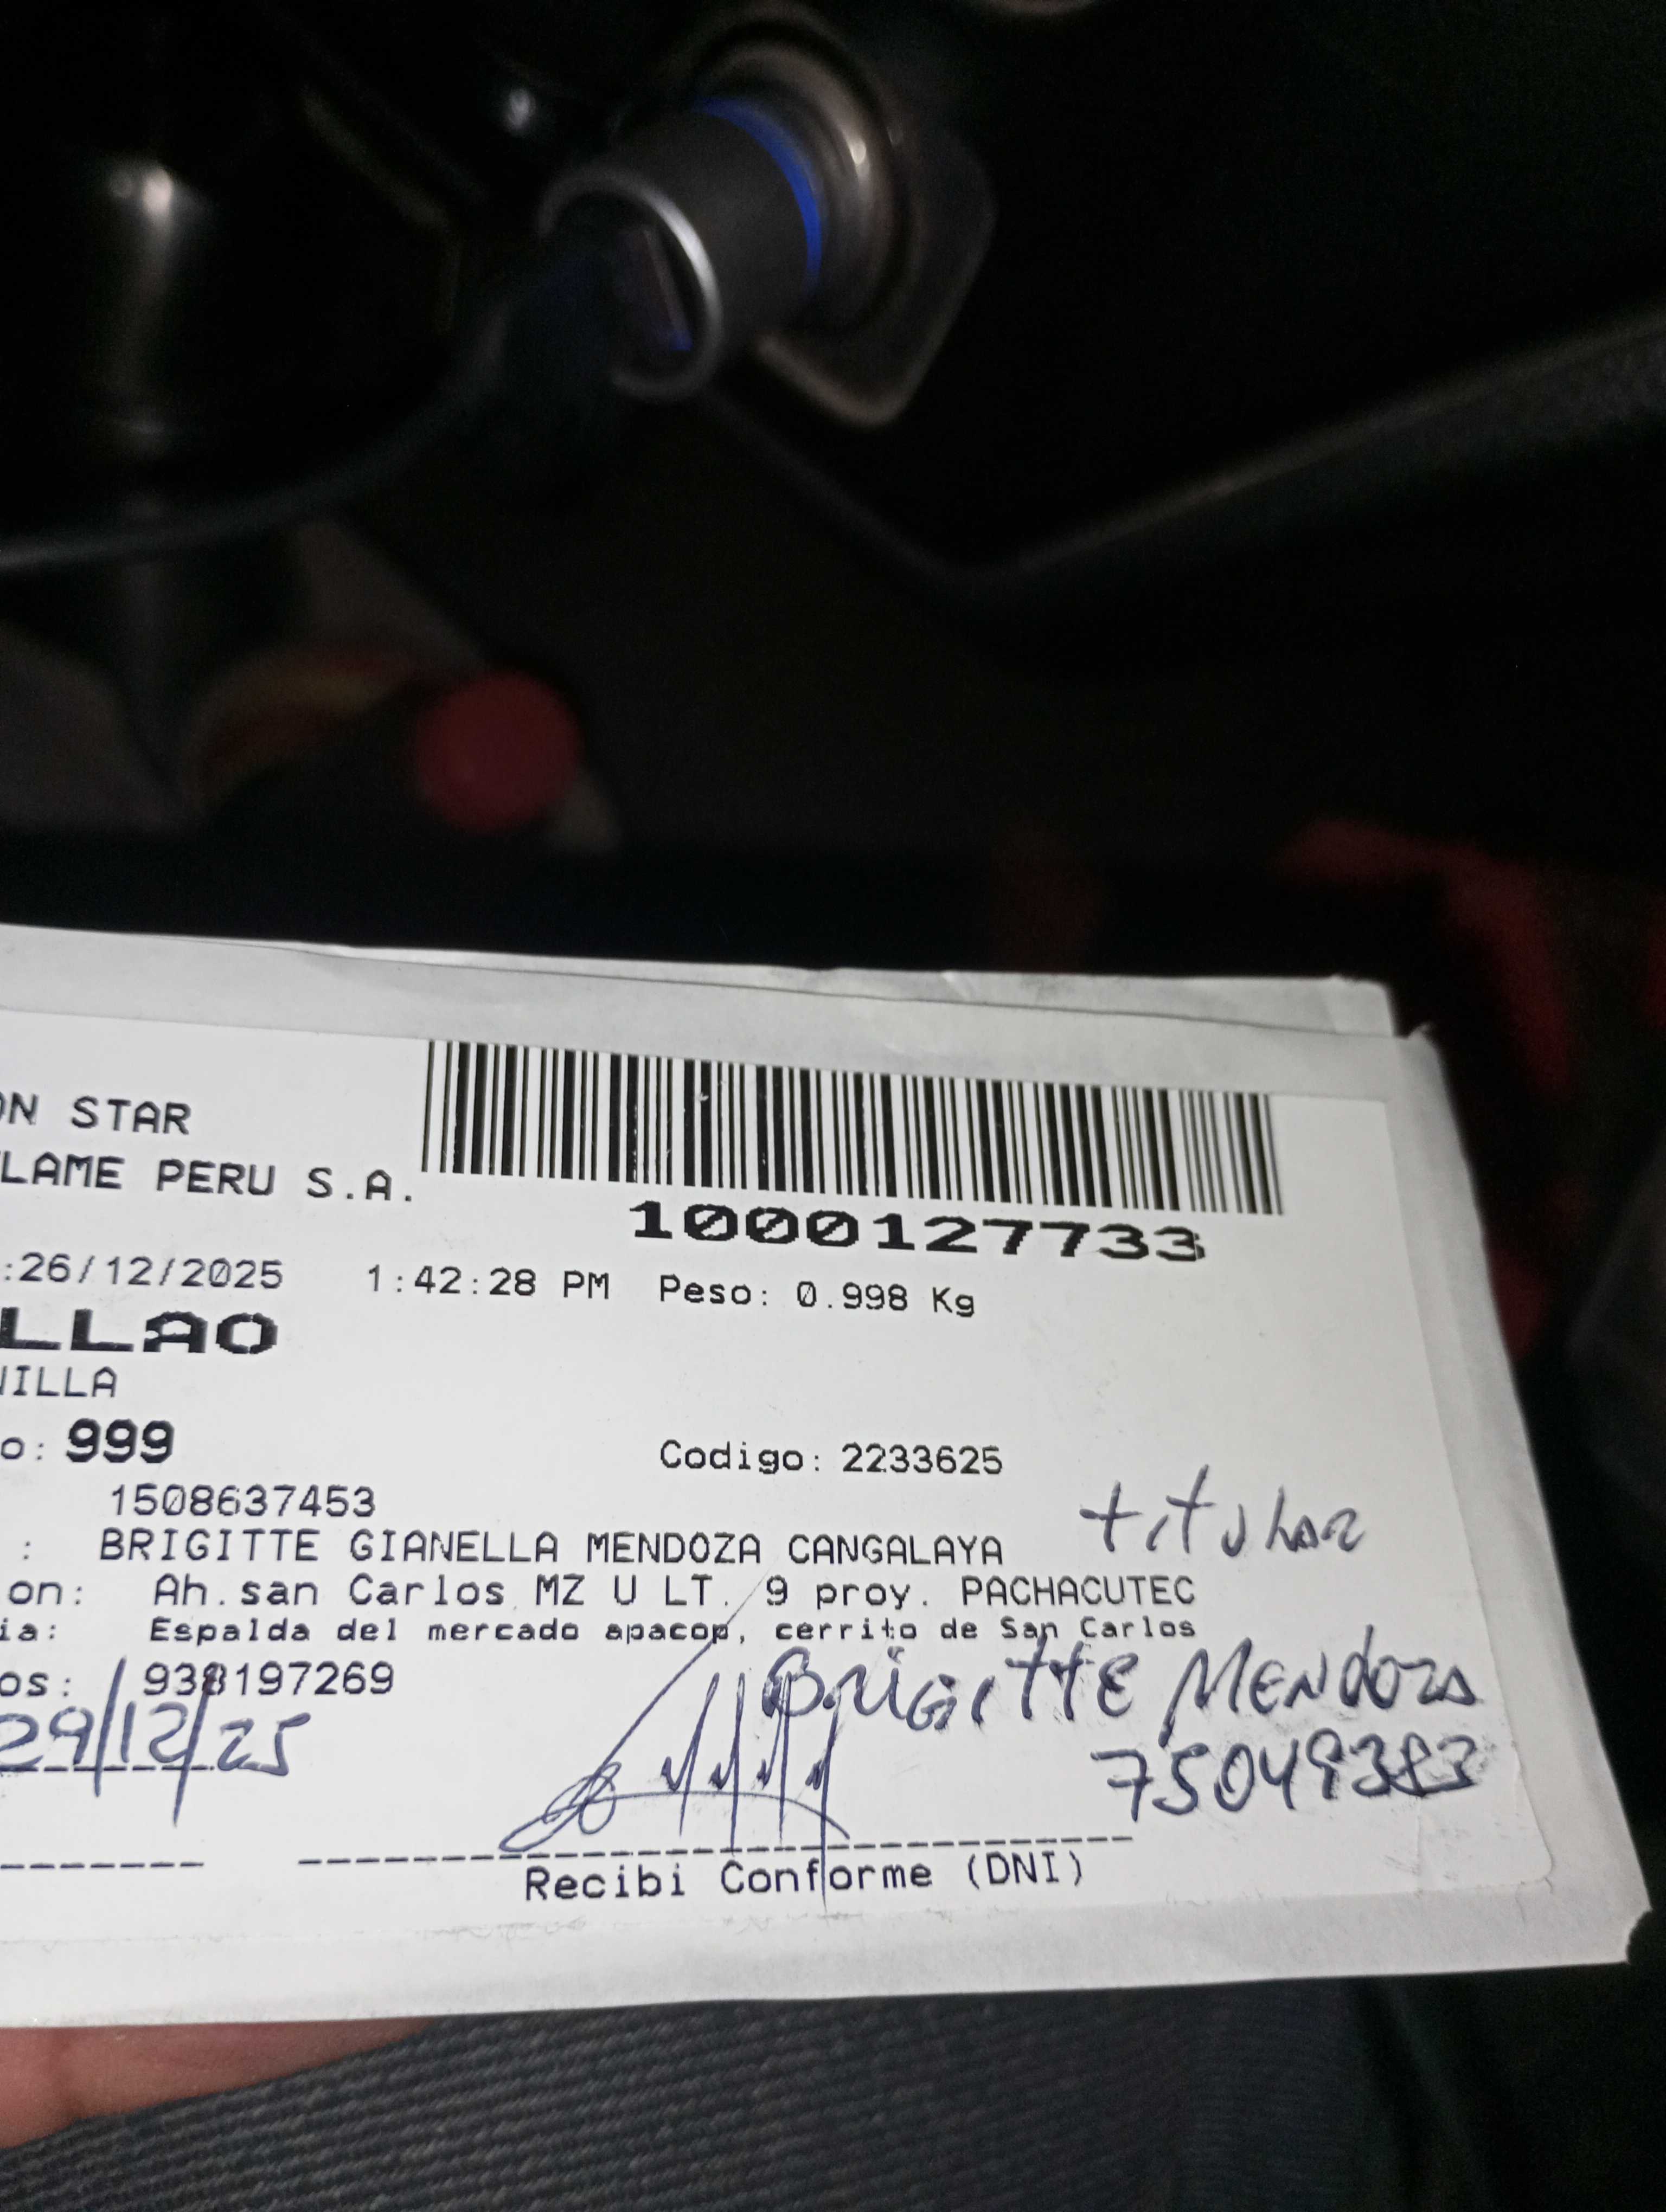 ON STAR
LAME PERU S.A.
1000127733
:26/12/2025 1:42:28 PM Peso: 0.998 Kg
LLAO
NILLA
o: 999 Codigo: 2233625
1508637453
titular
: BRIGITTE GIANELLA MENDOZA CANGALAYA
on: Ah.san Carlos MZ U LT. 9 proy. PACHACUTEC
ia: Espalda del mercado apacop, cerrito de San Carlos
os: 938197269
BRIGITTE MENDOZA
29/12/25
75049383
Recibi Conforme (DNI)